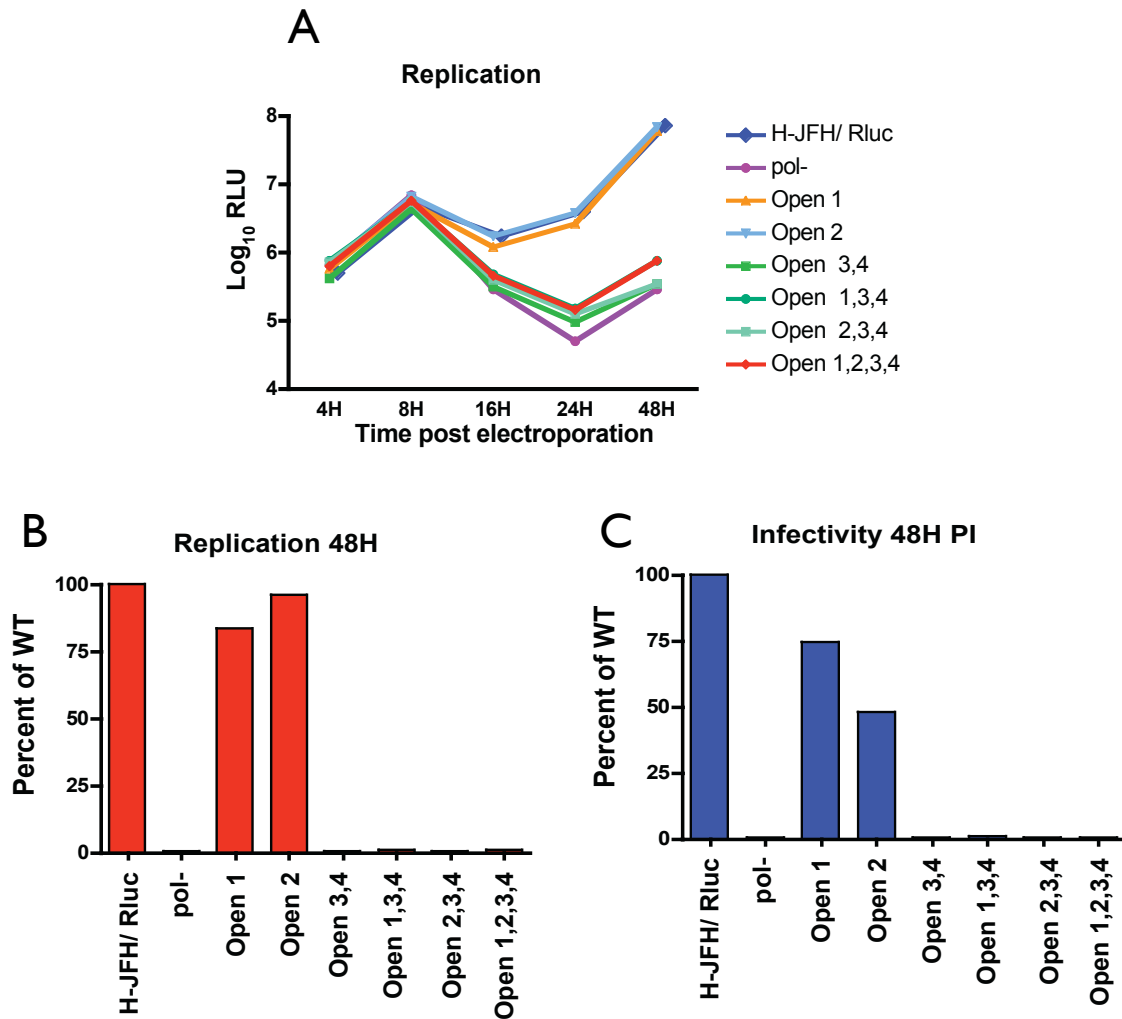 A
Replication
8
7
6
5
4
Log10 RLU
4H 8H 16H 24H 48H
Time post electroporation
H-JFH/ Rluc
pol-
Open 1
Open 2
Open 3,4
Open 1,3,4
Open 2,3,4
Open 1,2,3,4
B
Replication 48H
100
75
50
25
0
Percent of WT
H-JFH/ Rluc
pol-
Open 1
Open 2
Open 3,4
Open 1,3,4
Open 2,3,4
Open 1,2,3,4
C
Infectivity 48H PI
100
75
50
25
0
Percent of WT
H-JFH/ Rluc
pol-
Open 1
Open 2
Open 3,4
Open 1,3,4
Open 2,3,4
Open 1,2,3,4